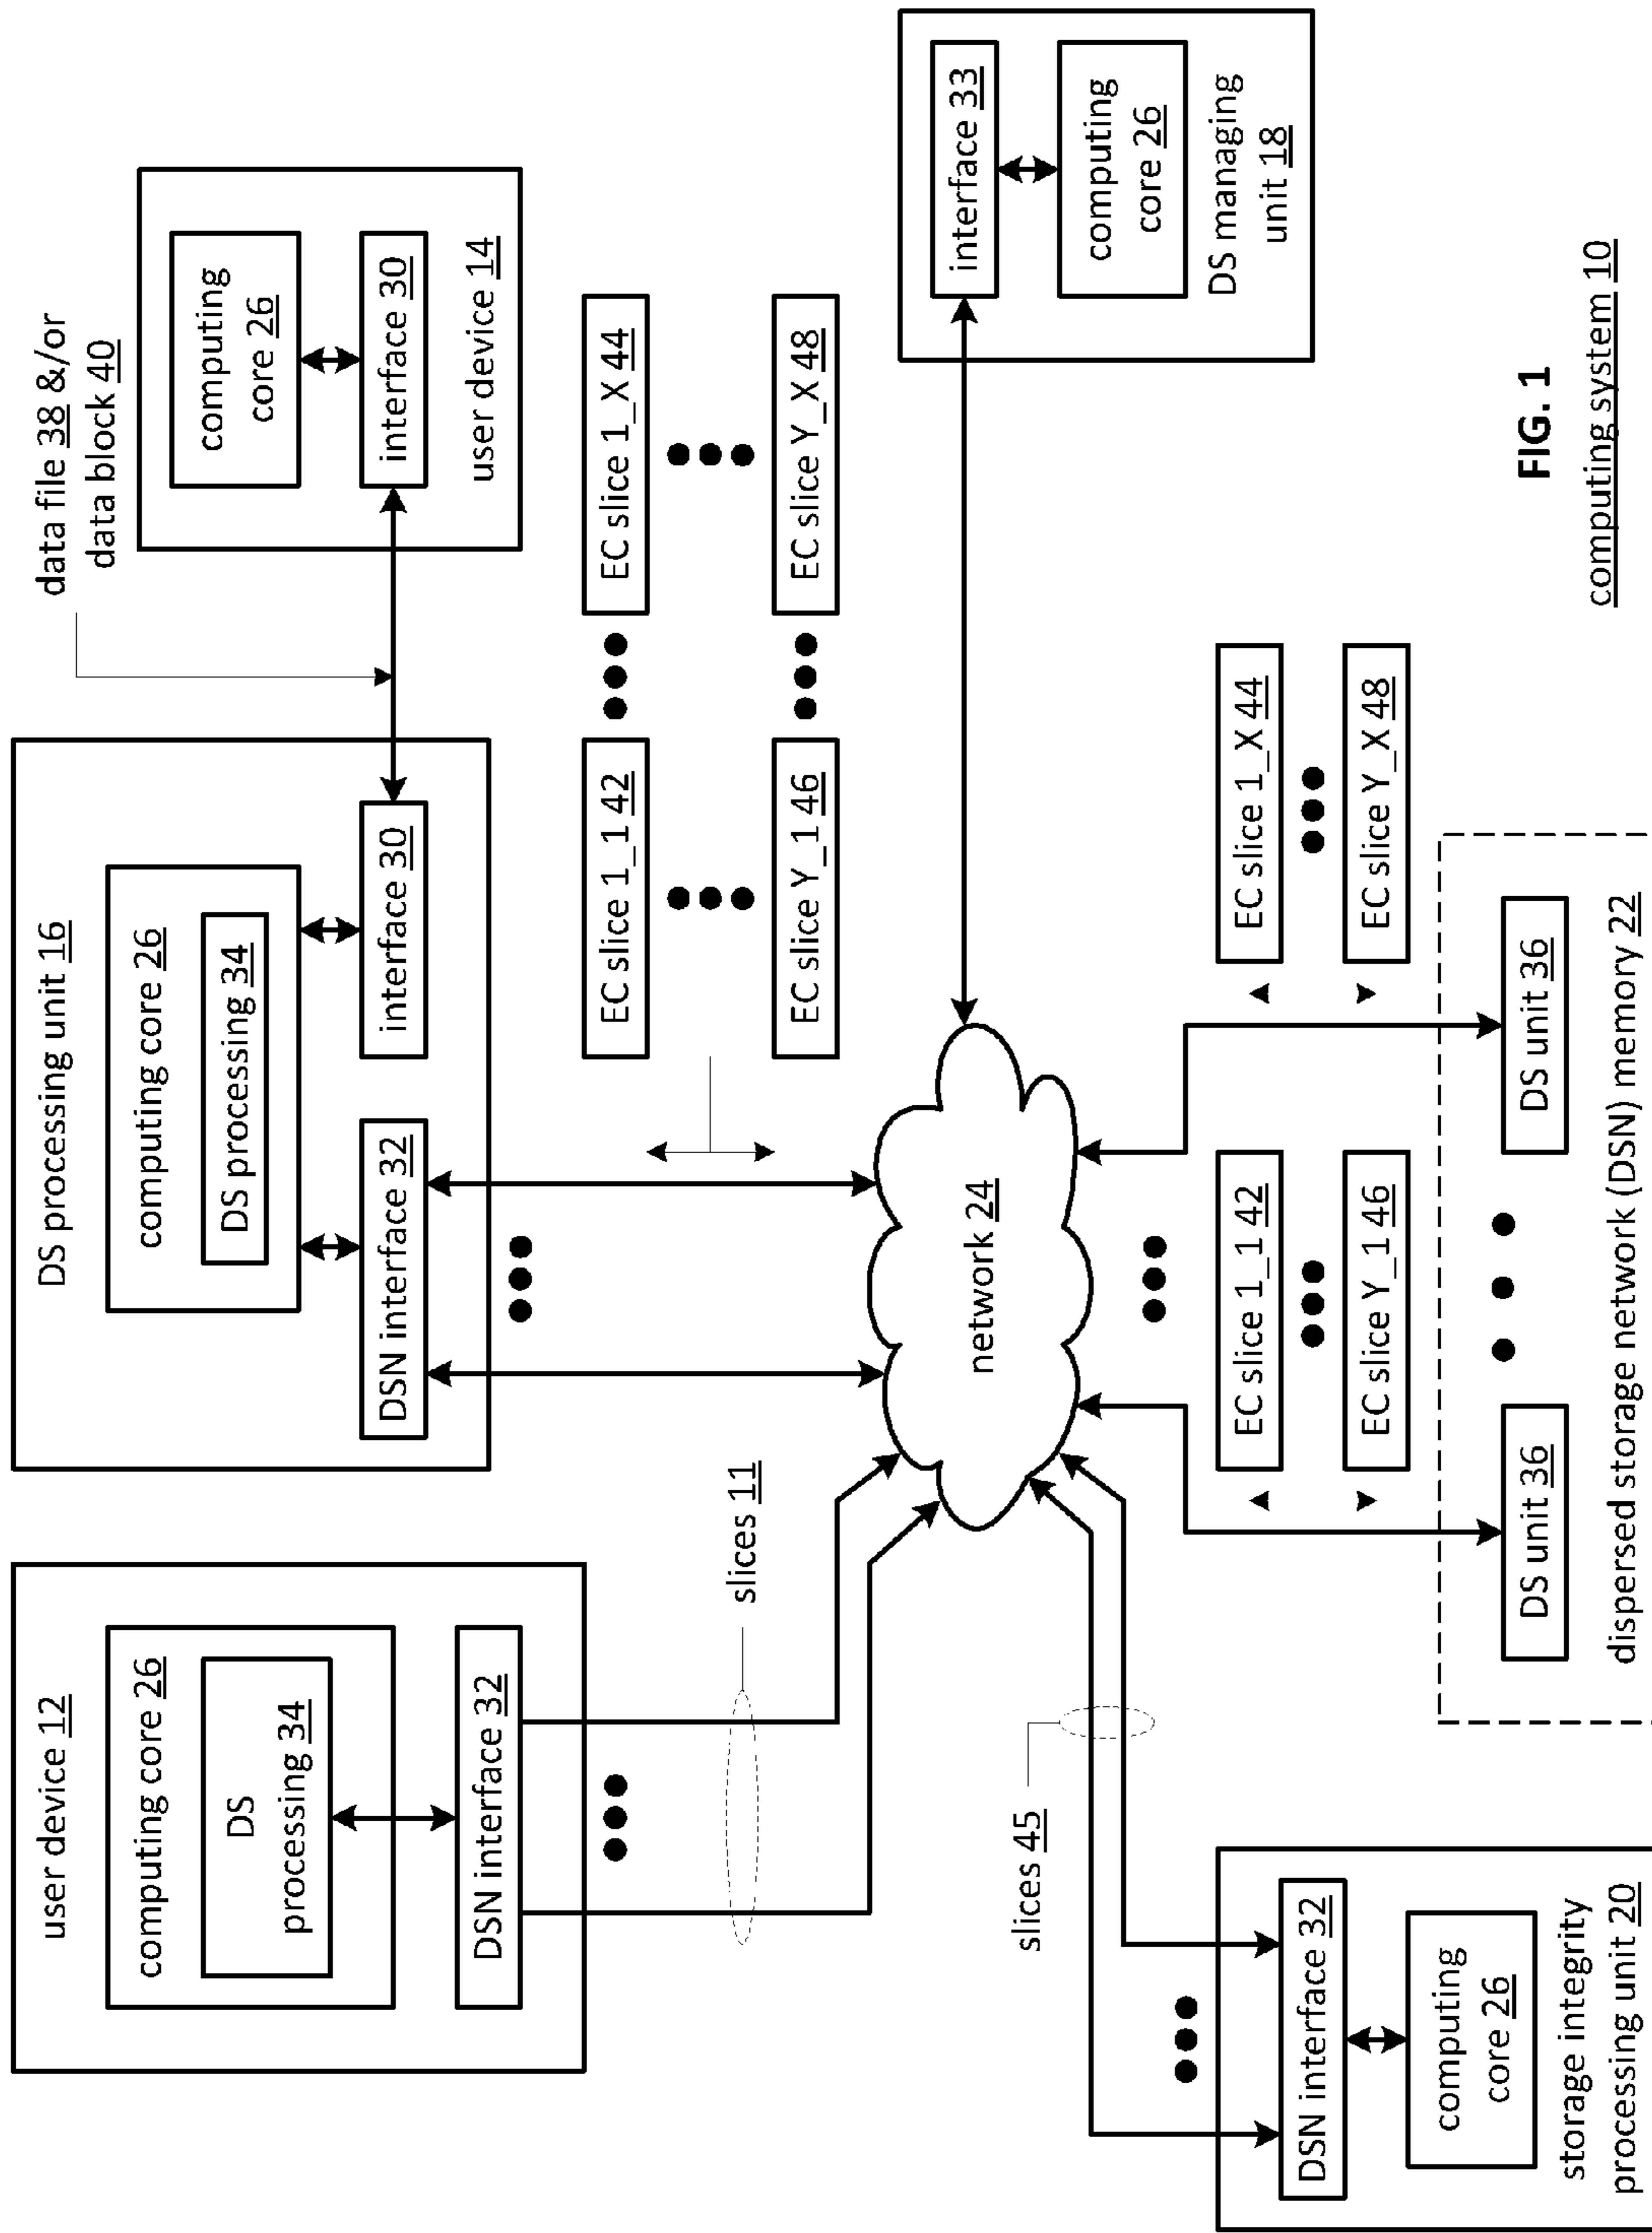 user device 12
computing core 26
DS
processing 34
DSN interface 32
slices 11
DS processing unit 16
computing core 26
DS processing 34
DSN interface 32
interface 30
data file 38 &/or
data block 40
computing
core 26
interface 30
user device 14
EC slice 1_1 42
EC slice 1_X 44
EC slice Y_1 46
EC slice Y_X 48
network 24
interface 33
computing
core 26
DS managing
unit 18
slices 45
DSN interface 32
computing
core 26
storage integrity
processing unit 20
EC slice 1_1 42
EC slice Y_1 46
EC slice 1_X 44
EC slice Y_X 48
DS unit 36
DS unit 36
dispersed storage network (DSN) memory 22
FIG. 1
computing system 10